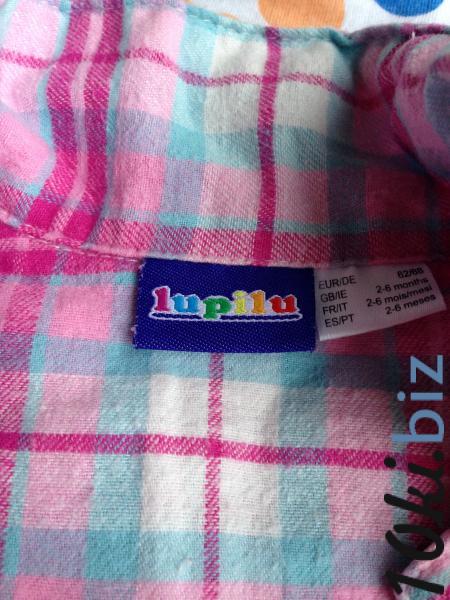 lupilu
EUR/DE 62/68
GB/IE 2-6 months
FR/IT 2-6 mois/mesi
ES/PT 2-6 meses
10ki.biz